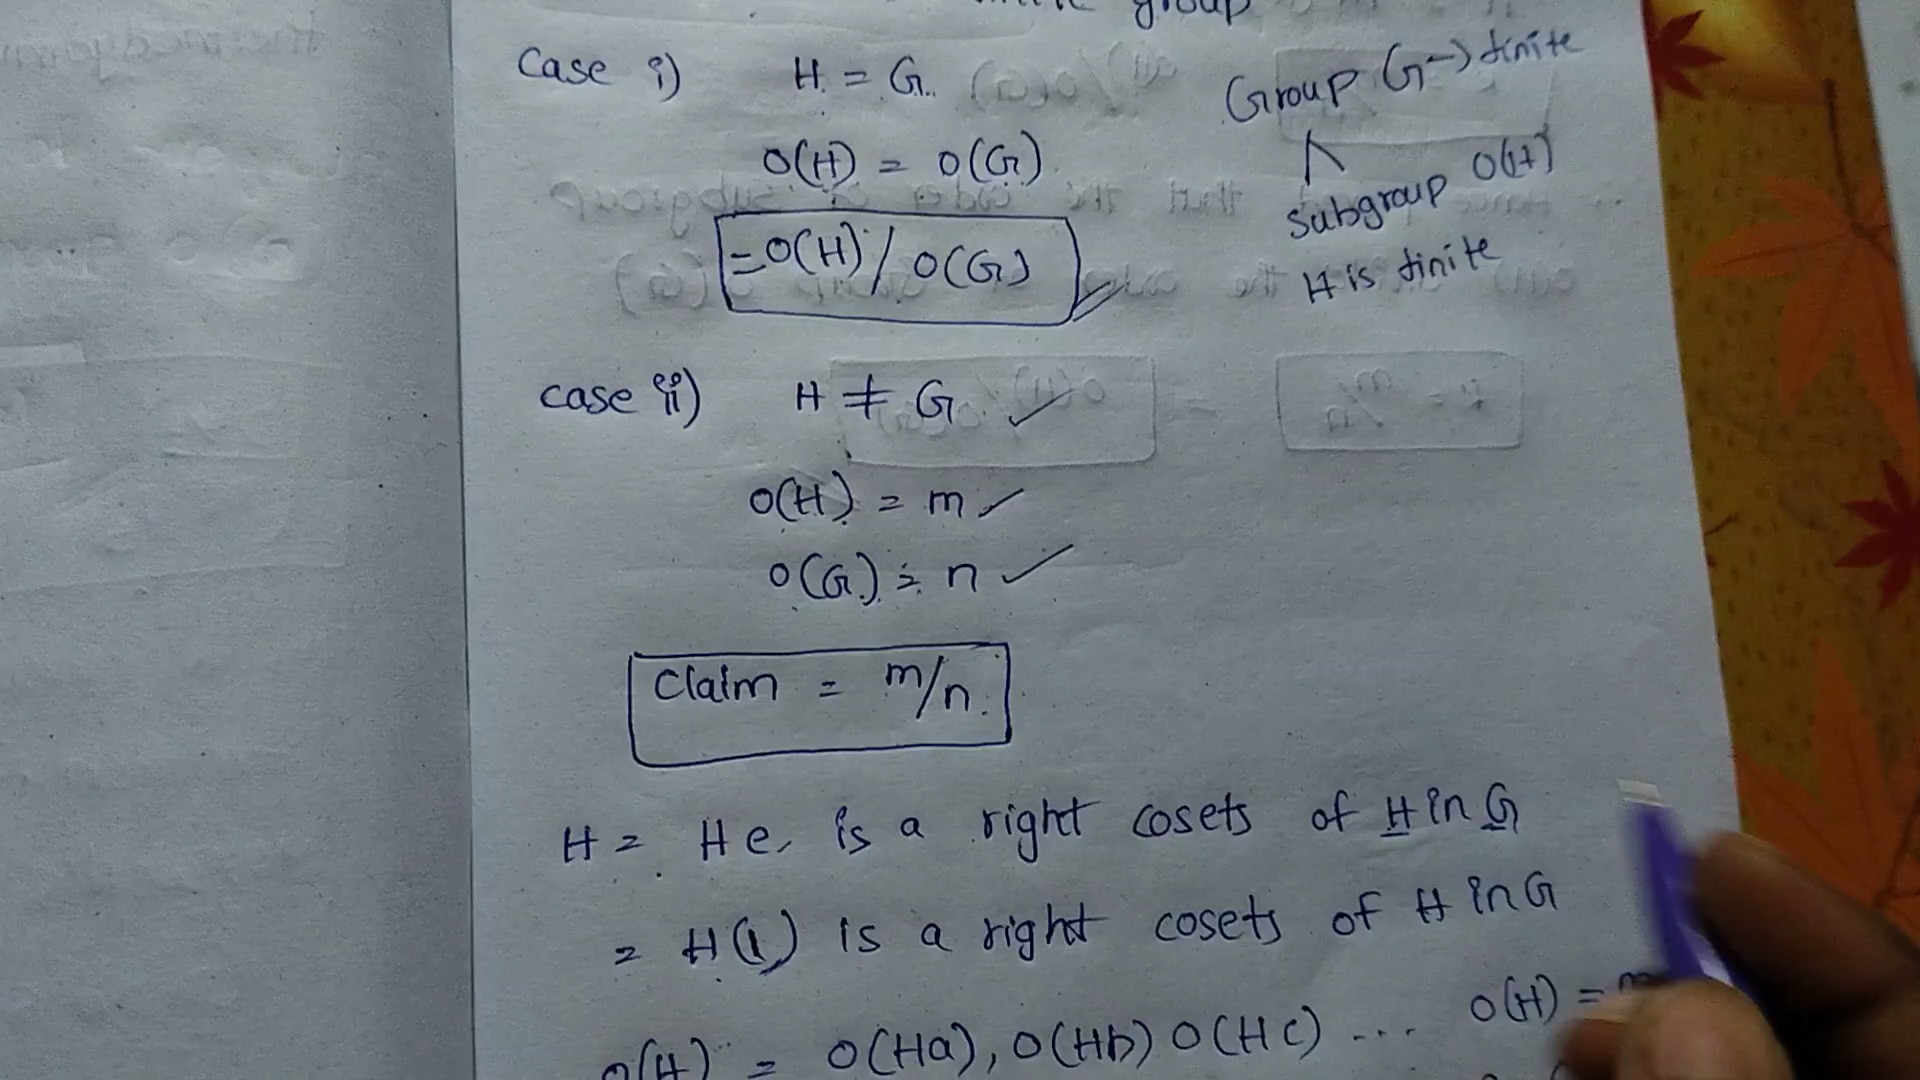 group
Case i) H = G
O(H) = O(G)
= O(H) / O(G)
Group G → finite
Subgroup O(H)
H is finite
case ii) H ≠ G
O(H) = m
O(G) = n
Claim = m/n.
H = He is a right cosets of H in G
= H(1) is a right cosets of H in G
O(H) = O(Ha), O(Hb) O(Hc) ...
O(H) =